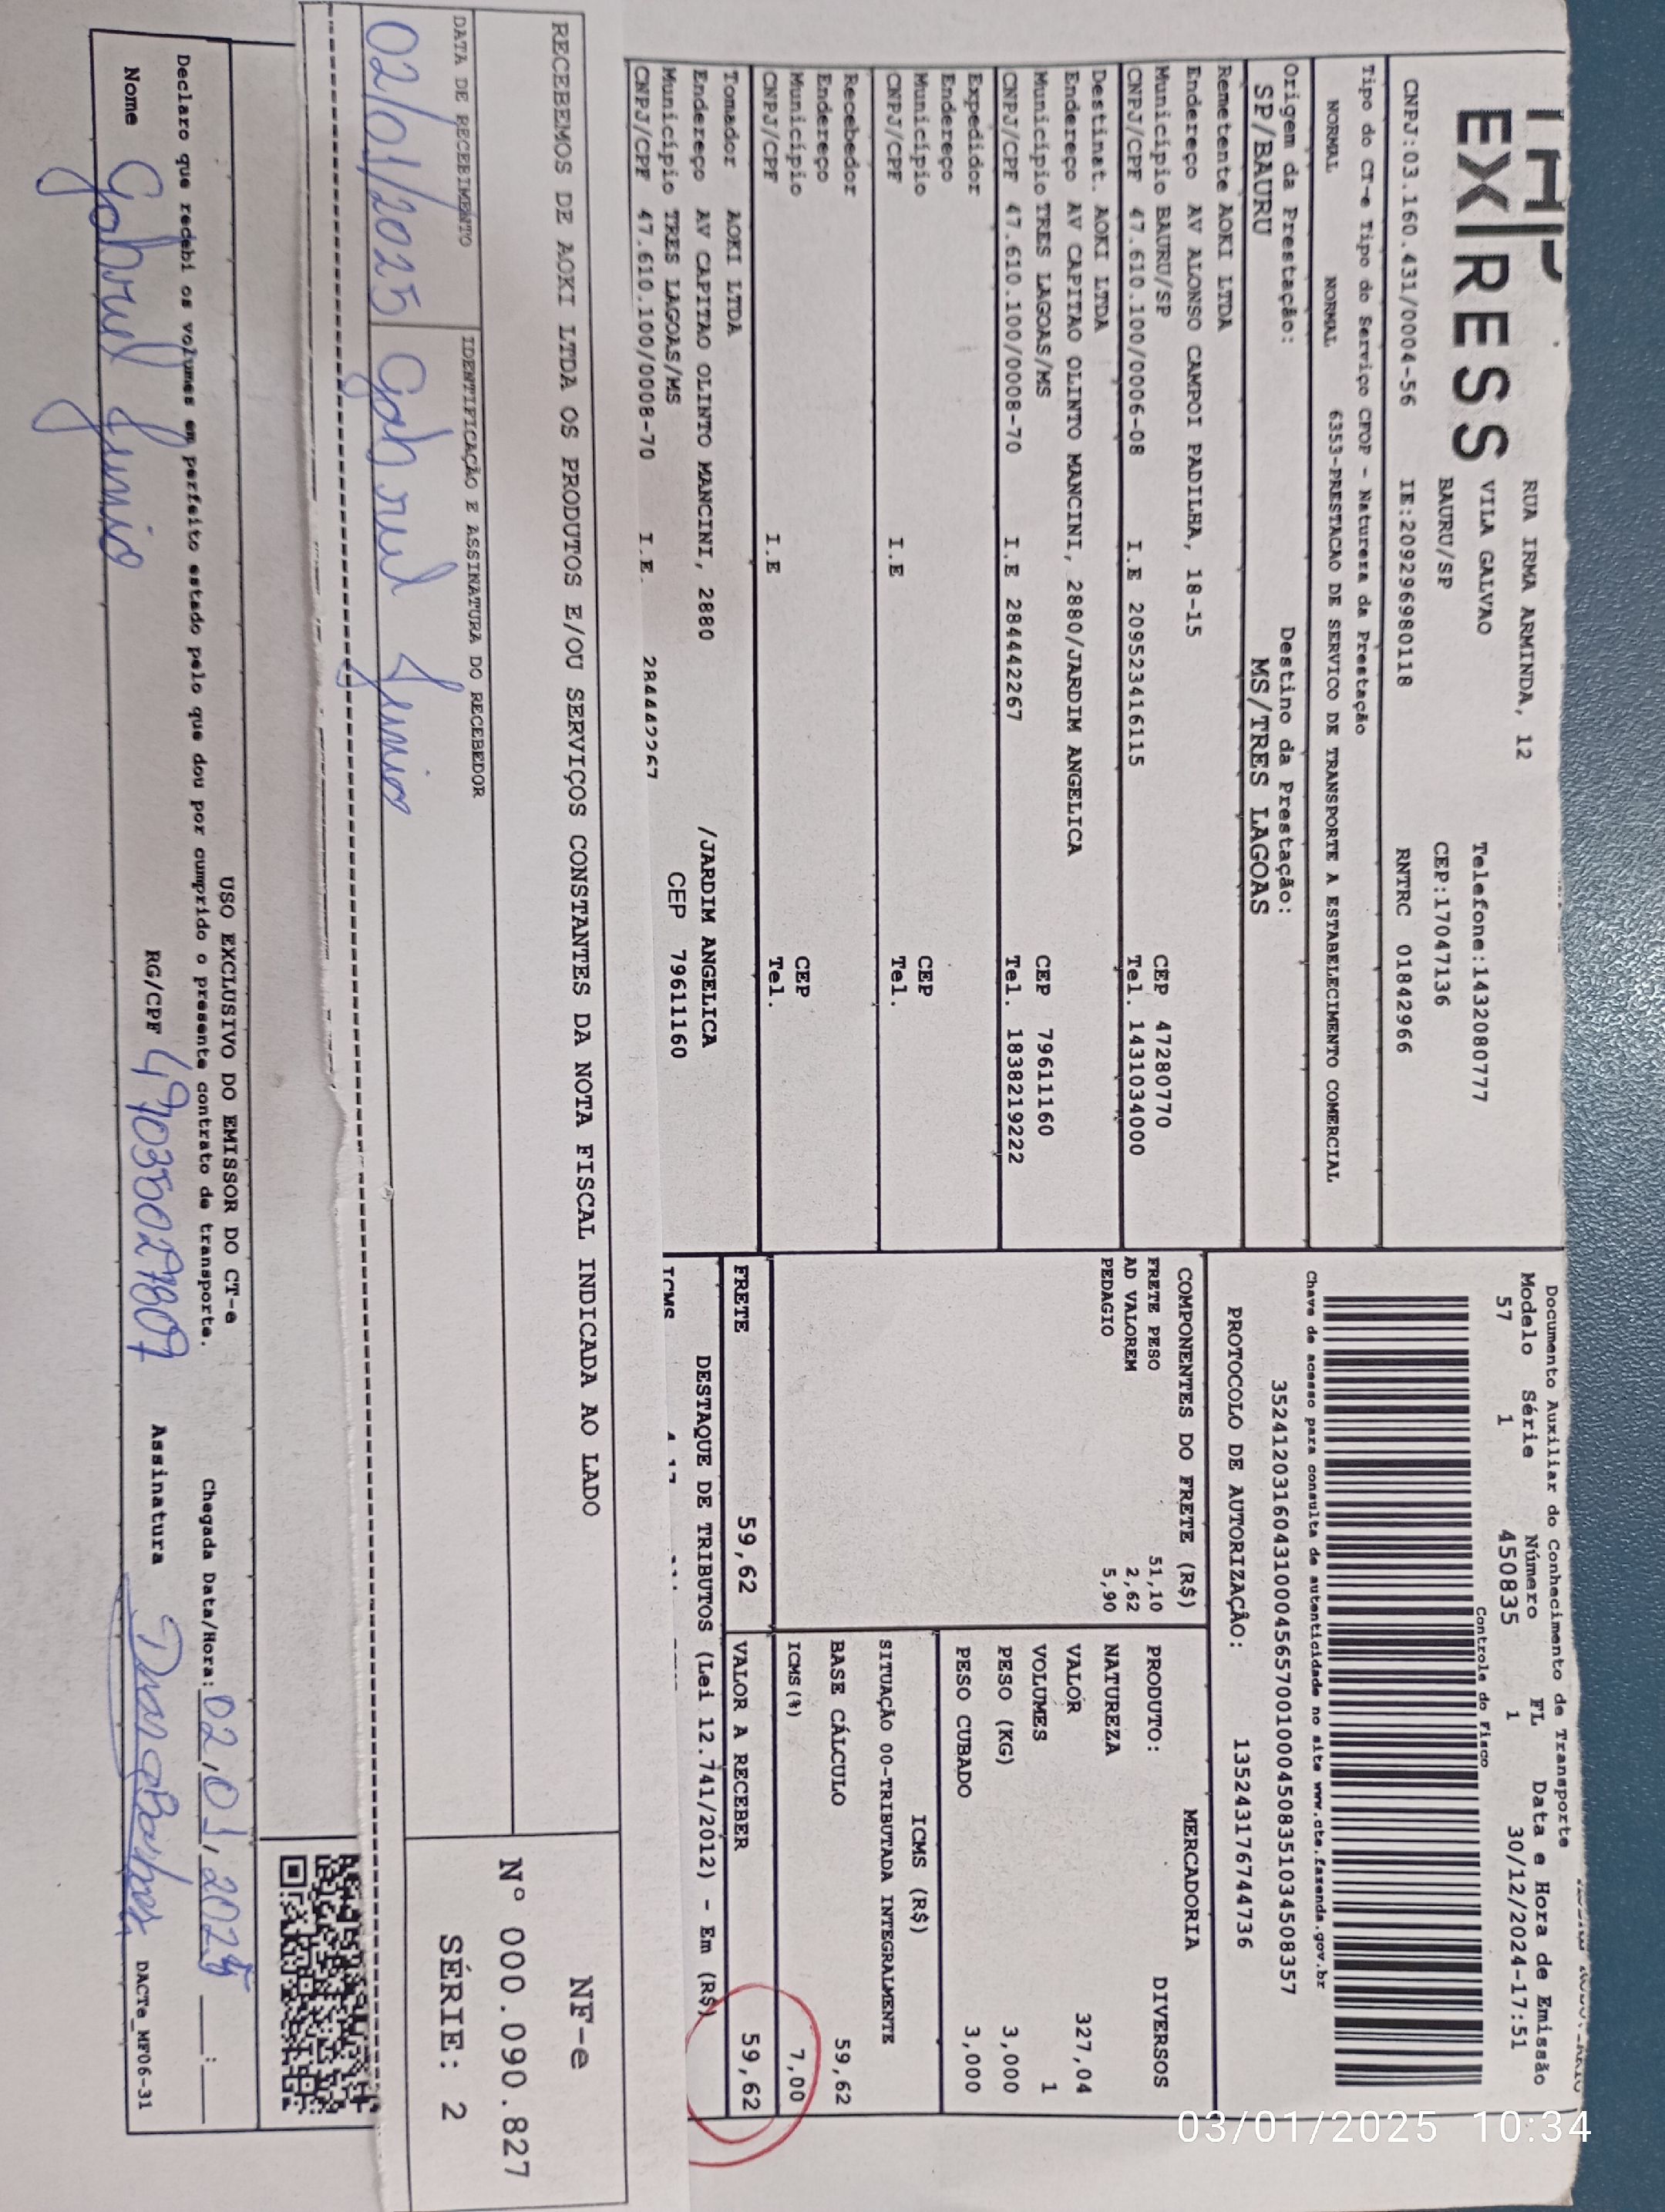 EXPRESS
RUA IRMA ARMINDA, 12
VILA GALVAO
Telefone:1432080777
BAURU/SP
CEP:17047136
CNPJ:03.160.431/0004-56 IE:209296980118 RNTRC 01842966
Tipo do CT-e Tipo do Serviço CFOP - Natureza da Prestação
NORMAL NORMAL 6353-PRESTACAO DE SERVICO DE TRANSPORTE A ESTABELECIMENTO COMERCIAL
Origem da Prestação: Destino da Prestação:
SP/BAURU MS/TRES LAGOAS
Remetente AOKI LTDA
Endereço AV ALONSO CAMPOI PADILHA, 18-15
Município BAURU/SP CEP 47280770
CNPJ/CPF 47.610.100/0006-08 I.E 209523416115 Tel. 1431034000
Destinat. AOKI LTDA
Endereço AV CAPITAO OLINTO MANCINI, 2880/JARDIM ANGELICA
Município TRES LAGOAS/MS CEP 79611160
CNPJ/CPF 47.610.100/0008-70 I.E 284442267 Tel. 1838219222
Expedidor
Endereço
Município CEP
CNPJ/CPF I.E Tel.
Recebedor
Endereço
Município CEP
CNPJ/CPF I.E Tel.
Tomador AOKI LTDA
Endereço AV CAPITAO OLINTO MANCINI, 2880 /JARDIM ANGELICA
Município TRES LAGOAS/MS CEP 79611160
CNPJ/CPF 47.610.100/0008-70 I.E. 284442267
Documento Auxiliar do Conhecimento de Transporte
Modelo Série Número FL Data e Hora de Emissão
57 1 450835 1 30/12/2024-17:51
Controle do Fisco
Chave de acesso para consulta de autenticidade no site www.cte.fazenda.gov.br
35241203160431000456570010004508351034508357
PROTOCOLO DE AUTORIZAÇÃO: 135243176744736
COMPONENTES DO FRETE (R$)
FRETE PESO 51,10
AD VALOREM 2,62
PEDAGIO 5,90
MERCADORIA
PRODUTO: DIVERSOS
NATUREZA
VALOR 327,04
VOLUMES 1
PESO (KG) 3,000
PESO CUBADO 3,000
ICMS (R$)
SITUAÇÃO 00-TRIBUTADA INTEGRALMENTE
BASE CÁLCULO 59,62
ICMS(%) 7,00
FRETE 59,62 VALOR A RECEBER 59,62
DESTAQUE DE TRIBUTOS (Lei 12.741/2012) - Em (R$)
ICMS
RECEBEMOS DE AOKI LTDA OS PRODUTOS E/OU SERVIÇOS CONSTANTES DA NOTA FISCAL INDICADA AO LADO
NF-e
Nº 000.090.827
SÉRIE: 2
DATA DE RECEBIMENTO IDENTIFICAÇÃO E ASSINATURA DO RECEBEDOR
02/01/2025 Gabriel Junio
USO EXCLUSIVO DO EMISSOR DO CT-e
Declaro que recebi os volumes em perfeito estado pelo que dou por cumprido o presente contrato de transporte. Chegada Data/Hora: 02/01/2025 ___:___
Nome Gabriel Junio RG/CPF 47035027807 Assinatura
DACTe_MF06-31
03/01/2025 10:34